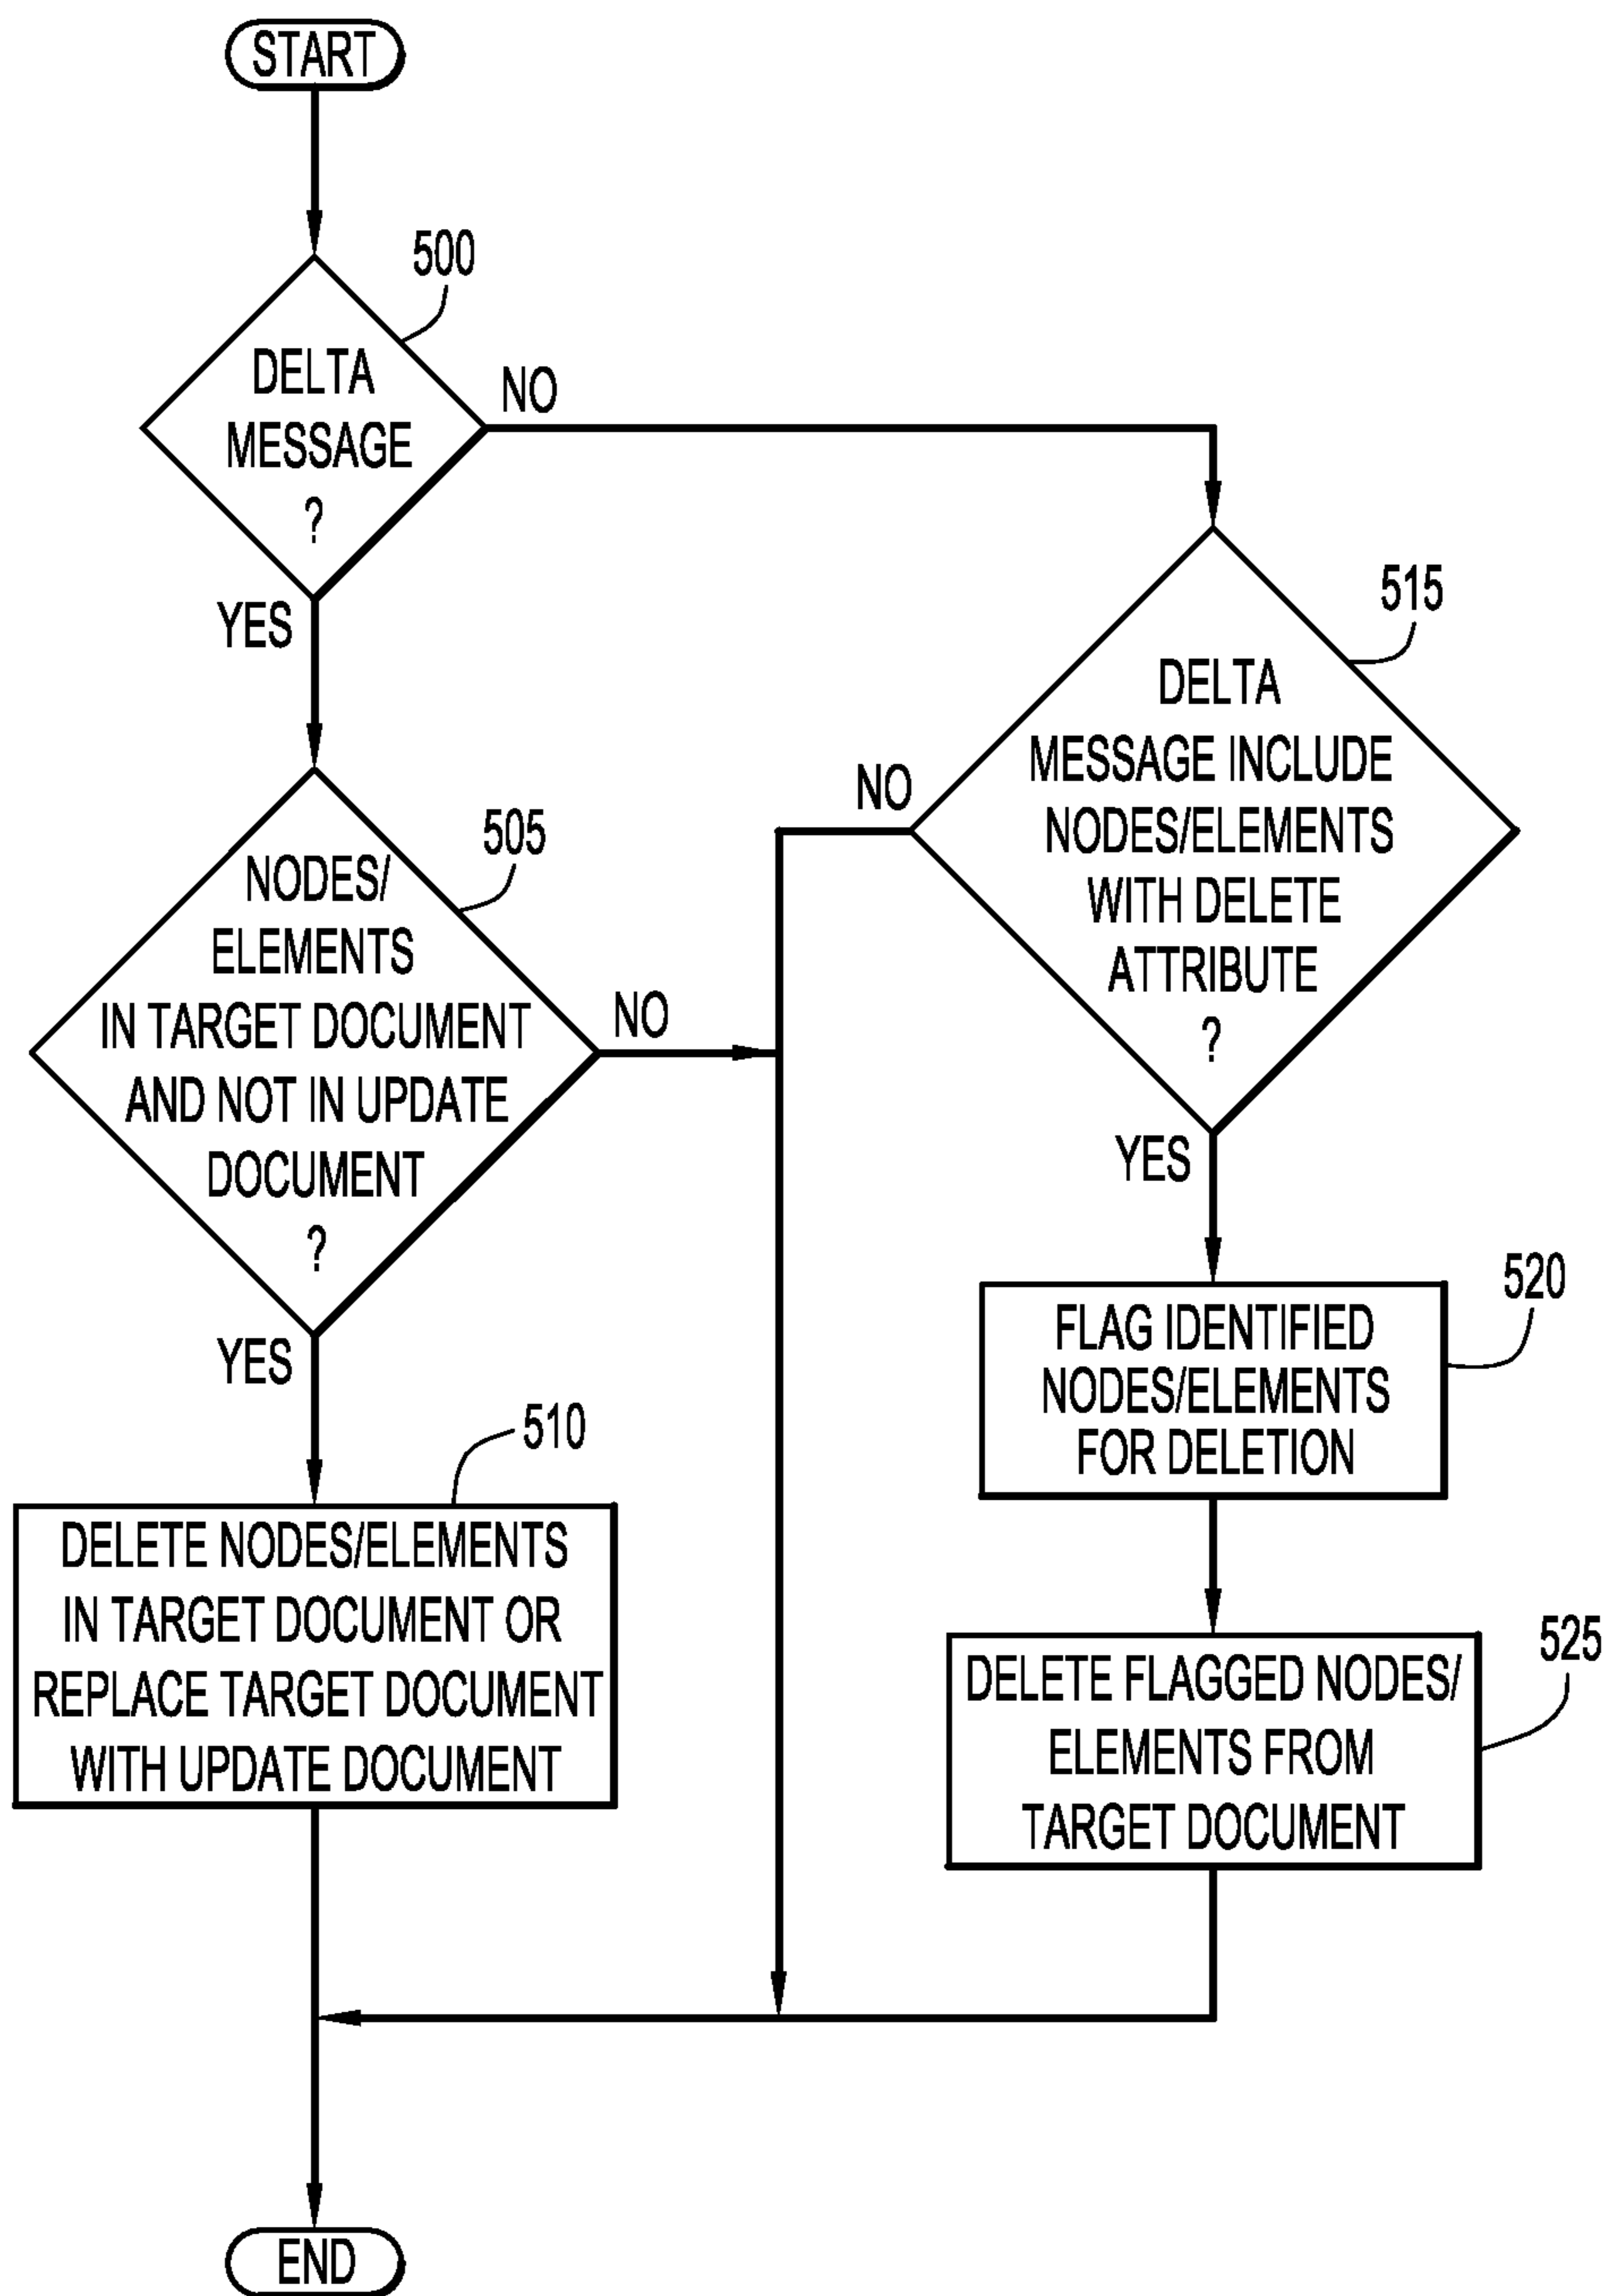 START
500
DELTA
MESSAGE
?
NO
YES
505
NODES/
ELEMENTS
IN TARGET DOCUMENT
AND NOT IN UPDATE
DOCUMENT
?
NO
YES
510
DELETE NODES/ELEMENTS
IN TARGET DOCUMENT OR
REPLACE TARGET DOCUMENT
WITH UPDATE DOCUMENT
515
DELTA
MESSAGE INCLUDE
NODES/ELEMENTS
WITH DELETE
ATTRIBUTE
?
NO
YES
520
FLAG IDENTIFIED
NODES/ELEMENTS
FOR DELETION
525
DELETE FLAGGED NODES/
ELEMENTS FROM
TARGET DOCUMENT
END